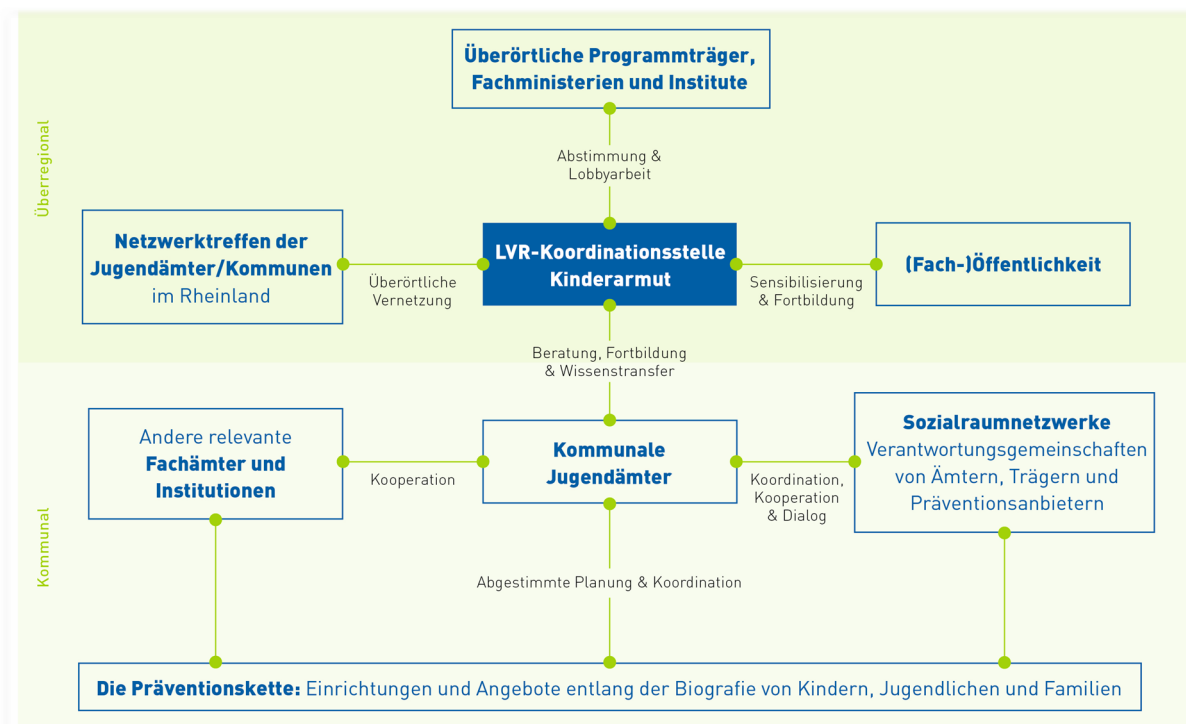 Überörtliche Programmträger,
Fachministerien und Institute
Überregional
Abstimmung &
Lobbyarbeit
Netzwerktreffen der
Jugendämter/Kommunen
im Rheinland
Überörtliche
Vernetzung
LVR-Koordinationsstelle
Kinderarmut
Sensibilisierung
& Fortbildung
(Fach-)Öffentlichkeit
Beratung, Fortbildung
& Wissenstransfer
Kommunal
Andere relevante
Fachämter und
Institutionen
Kooperation
Kommunale
Jugendämter
Koordination,
Kooperation
& Dialog
Sozialraumnetzwerke
Verantwortungsgemeinschaften
von Ämtern, Trägern und
Präventionsanbietern
Abgestimmte Planung & Koordination
Die Präventionskette: Einrichtungen und Angebote entlang der Biografie von Kindern, Jugendlichen und Familien